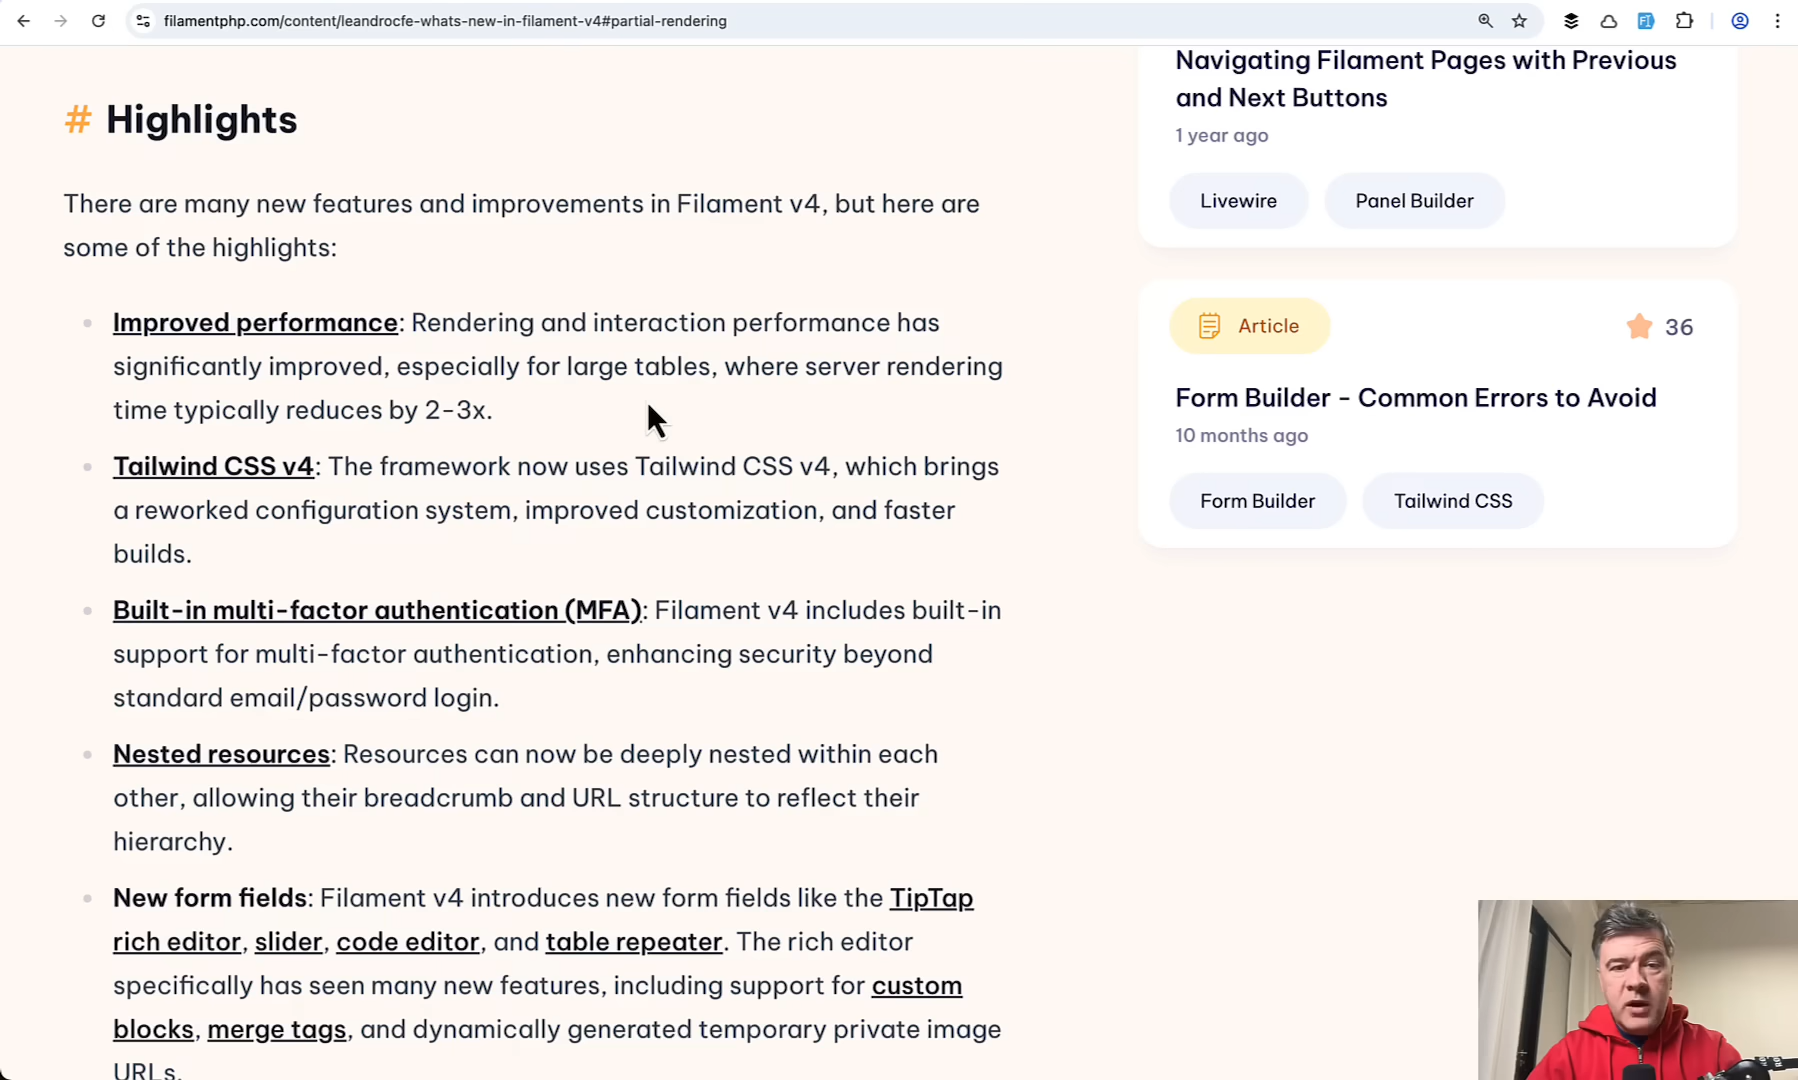 filamentphp.com/content/leandrocfe-whats-new-in-filament-v4#partial-rendering
# Highlights
There are many new features and improvements in Filament v4, but here are
some of the highlights:
Improved performance: Rendering and interaction performance has
significantly improved, especially for large tables, where server rendering
time typically reduces by 2-3x.
Tailwind CSS v4: The framework now uses Tailwind CSS v4, which brings
a reworked configuration system, improved customization, and faster
builds.
Built-in multi-factor authentication (MFA): Filament v4 includes built-in
support for multi-factor authentication, enhancing security beyond
standard email/password login.
Nested resources: Resources can now be deeply nested within each
other, allowing their breadcrumb and URL structure to reflect their
hierarchy.
New form fields: Filament v4 introduces new form fields like the TipTap
rich editor, slider, code editor, and table repeater. The rich editor
specifically has seen many new features, including support for custom
blocks, merge tags, and dynamically generated temporary private image
URLs.
Navigating Filament Pages with Previous
and Next Buttons
1 year ago
Livewire
Panel Builder
Article
36
Form Builder - Common Errors to Avoid
10 months ago
Form Builder
Tailwind CSS